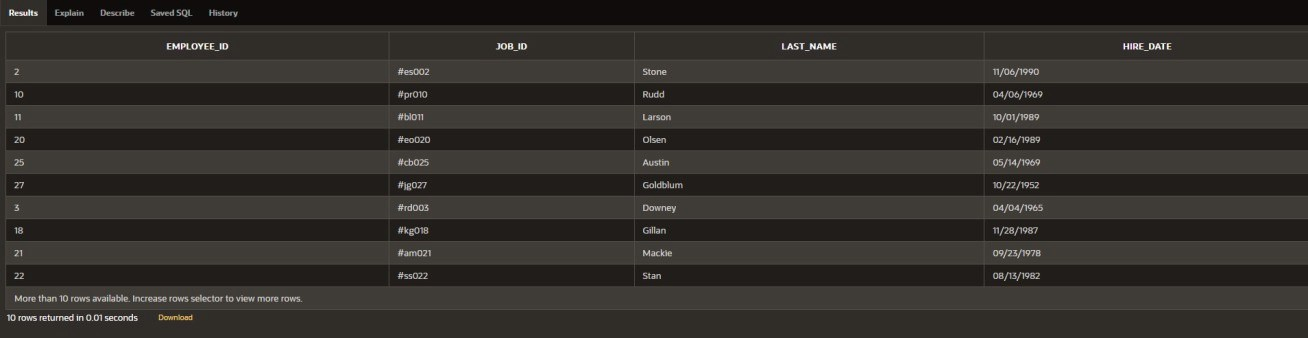 Results Explain Describe Saved SQL History
EMPLOYEE_ID JOB_ID LAST_NAME HIRE_DATE
2 #es002 Stone 11/06/1990
10 #pr010 Rudd 04/06/1969
11 #bl011 Larson 10/01/1989
20 #eo020 Olsen 02/16/1989
25 #cb025 Austin 05/14/1969
27 #jg027 Goldblum 10/22/1952
3 #rd003 Downey 04/04/1965
18 #kg018 Gillan 11/28/1987
21 #am021 Mackie 09/23/1978
22 #ss022 Stan 08/13/1982
More than 10 rows available. Increase rows selector to view more rows.
10 rows returned in 0.01 seconds Download